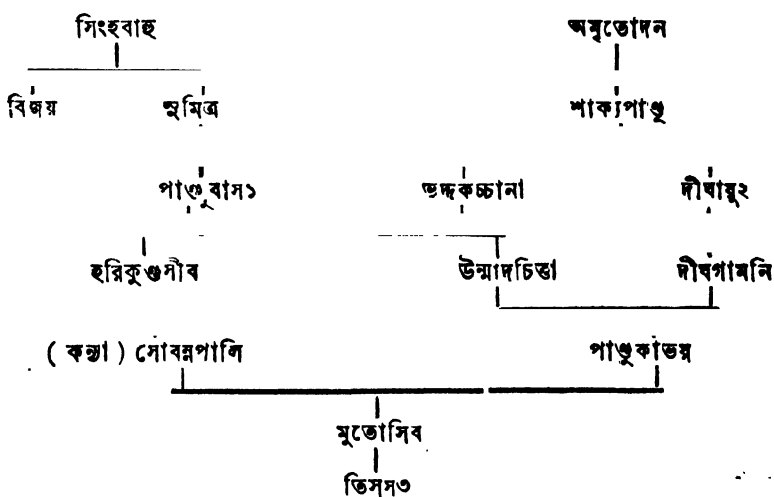 সিংহবাহু অমৃতোদন
বিজয় সুমিত্র শাক্যপাণ্ডু
পাণ্ডুবাস১ ভদ্দকচ্চানা দীঘায়ু২
হরিকুণ্ডসীব উন্মাদচিত্তা দীঘগামনি
( কন্যা ) সোবন্নপালি পাণ্ডুকাভয়
মুতোসিব
তিসস৩